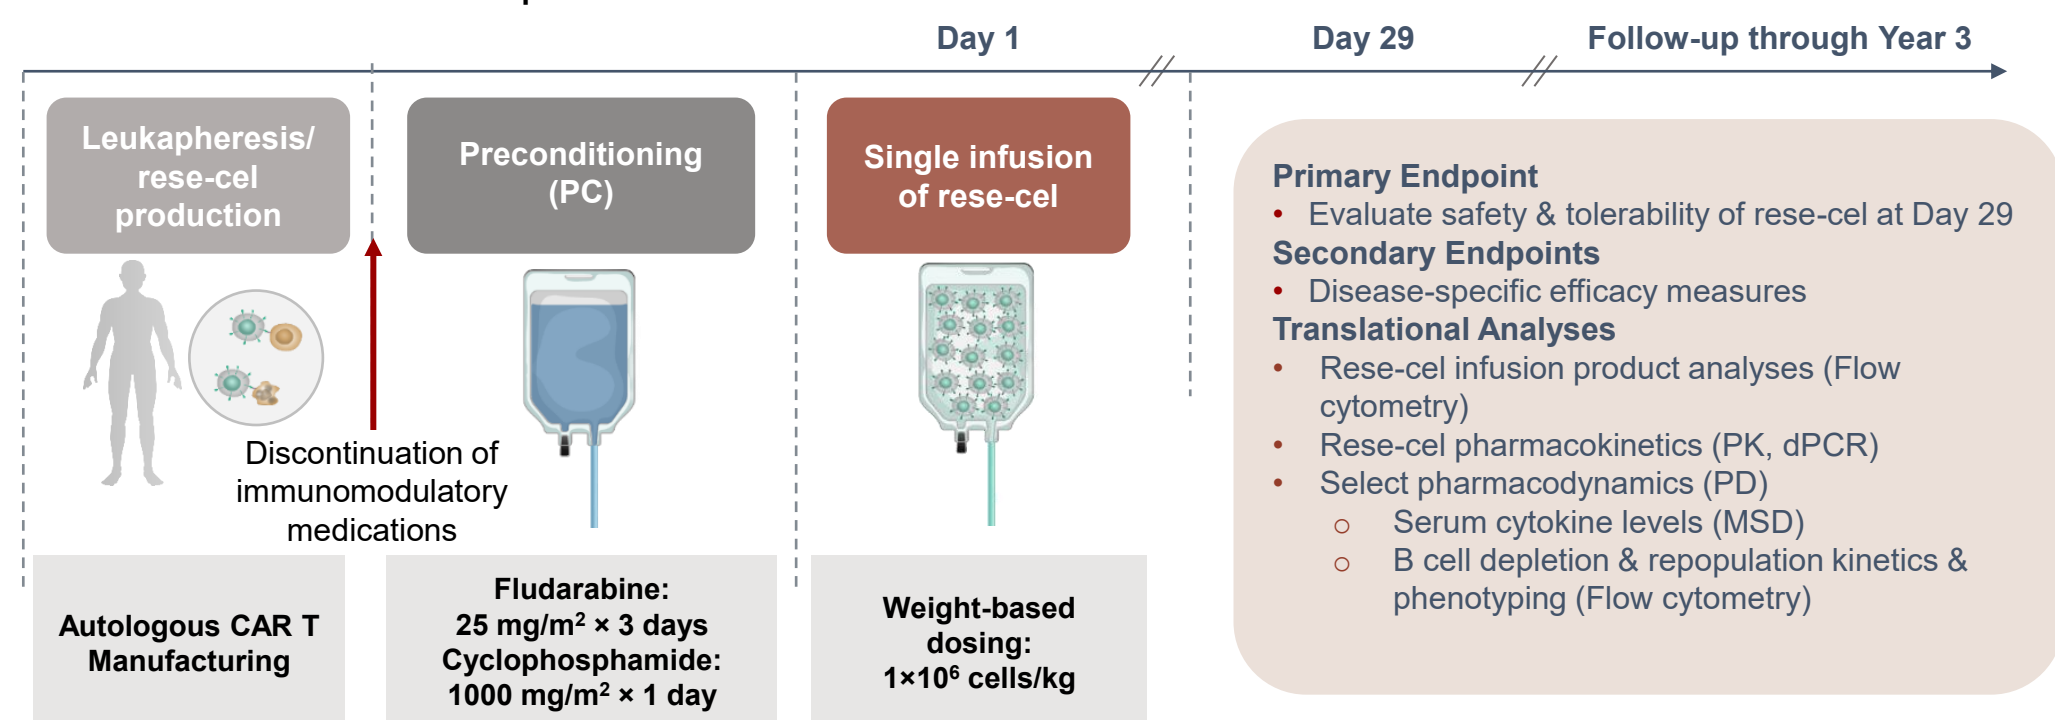 Day 1
Day 29
Follow-up through Year 3
Leukapheresis/
rese-cel
production
Preconditioning
(PC)
Single infusion
of rese-cel
Discontinuation of
immunomodulatory
medications
Autologous CAR T
Manufacturing
Fludarabine:
25 mg/m² × 3 days
Cyclophosphamide:
1000 mg/m² × 1 day
Weight-based
dosing:
1×10⁶ cells/kg
Primary Endpoint
• Evaluate safety & tolerability of rese-cel at Day 29
Secondary Endpoints
• Disease-specific efficacy measures
Translational Analyses
• Rese-cel infusion product analyses (Flow
cytometry)
• Rese-cel pharmacokinetics (PK, dPCR)
• Select pharmacodynamics (PD)
o Serum cytokine levels (MSD)
o B cell depletion & repopulation kinetics &
phenotyping (Flow cytometry)